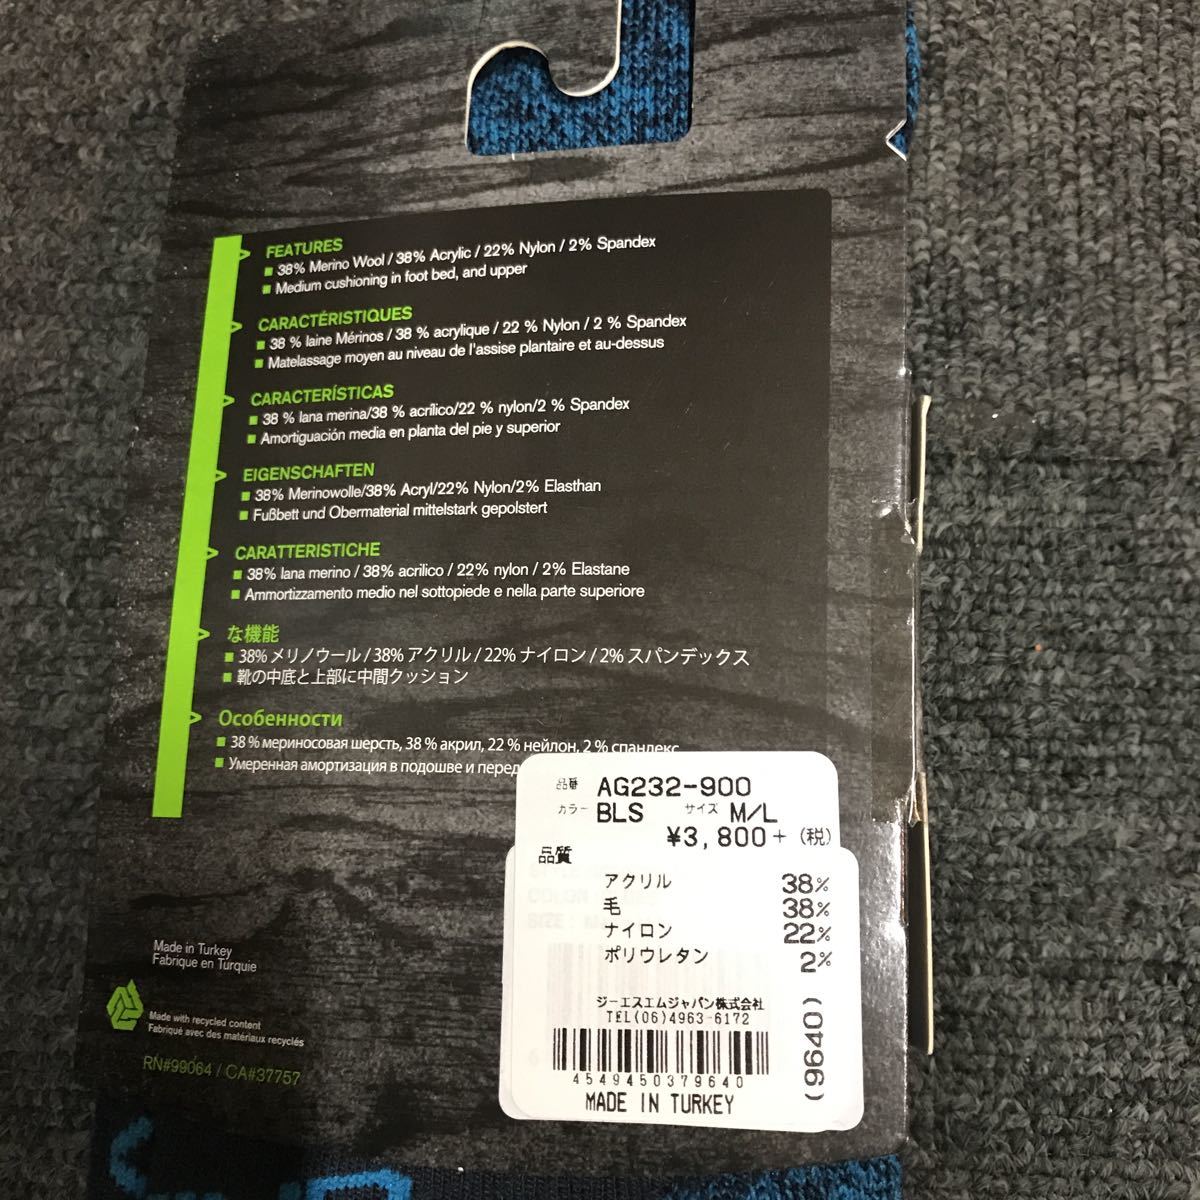 FEATURES
38% Merino Wool / 38% Acrylic / 22% Nylon / 2% Spandex
Medium cushioning in foot bed, and upper
CARACTÉRISTIQUES
38 % laine Mérinos / 38 % acrylique / 22 % Nylon / 2 % Spandex
Matelassage moyen au niveau de l'assise plantaire et au-dessus
CARACTERÍSTICAS
38 % lana merina/38 % acrílico/22 % nylon/2 % Spandex
Amortiguación media en planta del pie y superior
EIGENSCHAFTEN
38% Merinowolle/38% Acryl/22% Nylon/2% Elasthan
Fußbett und Obermaterial mittelstark gepolstert
CARATTERISTICHE
38% lana merino / 38% acrilico / 22% nylon / 2% Elastane
Ammortizzamento medio nel sottopiede e nella parte superiore
な機能
38% メリノウール / 38% アクリル / 22% ナイロン / 2% スパンデックス
靴の中底と上部に中間クッション
Особенности
38 % мериносовая шерсть, 38 % акрил, 22 % нейлон, 2 % спандекс
Умеренная амортизация в подошве и
品番 AG232-900
カラー BLS サイズ M/L
¥3,800+ (税)
品質
アクリル 38%
毛 38%
ナイロン 22%
ポリウレタン 2%
ジーエスエムジャパン株式会社
TEL(06)4963-6172
4549450379640
MADE IN TURKEY
(9640)
Made in Turkey
Fabrique en Turquie
Made with recycled content
Fabriqué avec des matériaux recyclés
RN#99064 / CA#37757